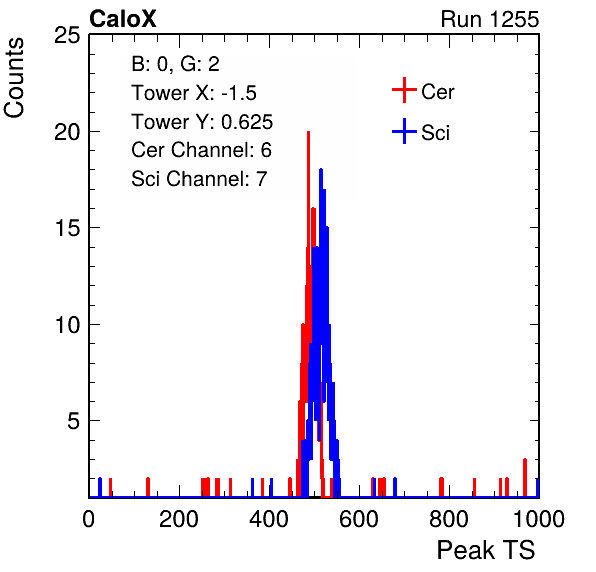 CaloX Run 1255
Counts
25
20
15
10
5
B: 0, G: 2
Tower X: -1.5
Tower Y: 0.625
Cer Channel: 6
Sci Channel: 7
Cer
Sci
0 200 400 600 800 1000
Peak TS